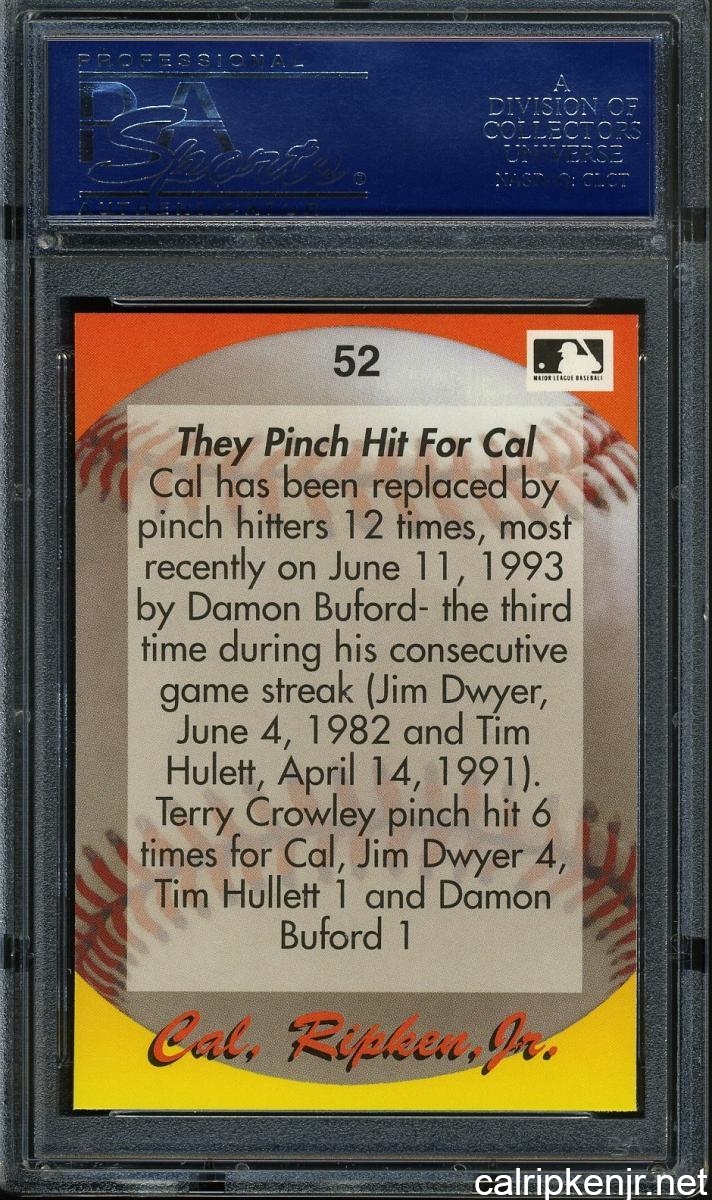 PROFESSIONAL
PSA
Sports®
AUTHENTICATOR
A
DIVISION OF
COLLECTORS
UNIVERSE
NASDAQ: CLCT
52
MAJOR LEAGUE BASEBALL
They Pinch Hit For Cal
Cal has been replaced by
pinch hitters 12 times, most
recently on June 11, 1993
by Damon Buford- the third
time during his consecutive
game streak (Jim Dwyer,
June 4, 1982 and Tim
Hulett, April 14, 1991).
Terry Crowley pinch hit 6
times for Cal, Jim Dwyer 4,
Tim Hullett 1 and Damon
Buford 1
Cal, Ripken, Jr.
calripkenjr.net